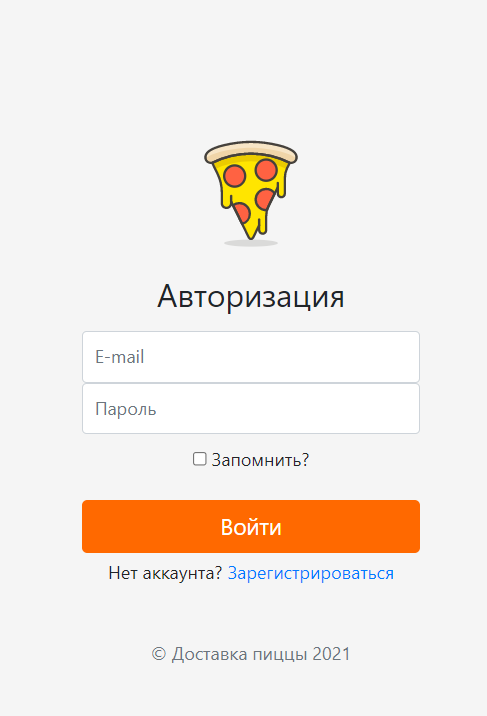 Авторизация
E-mail
Пароль
Запомнить?
Войти
Нет аккаунта? Зарегистрироваться
© Доставка пиццы 2021